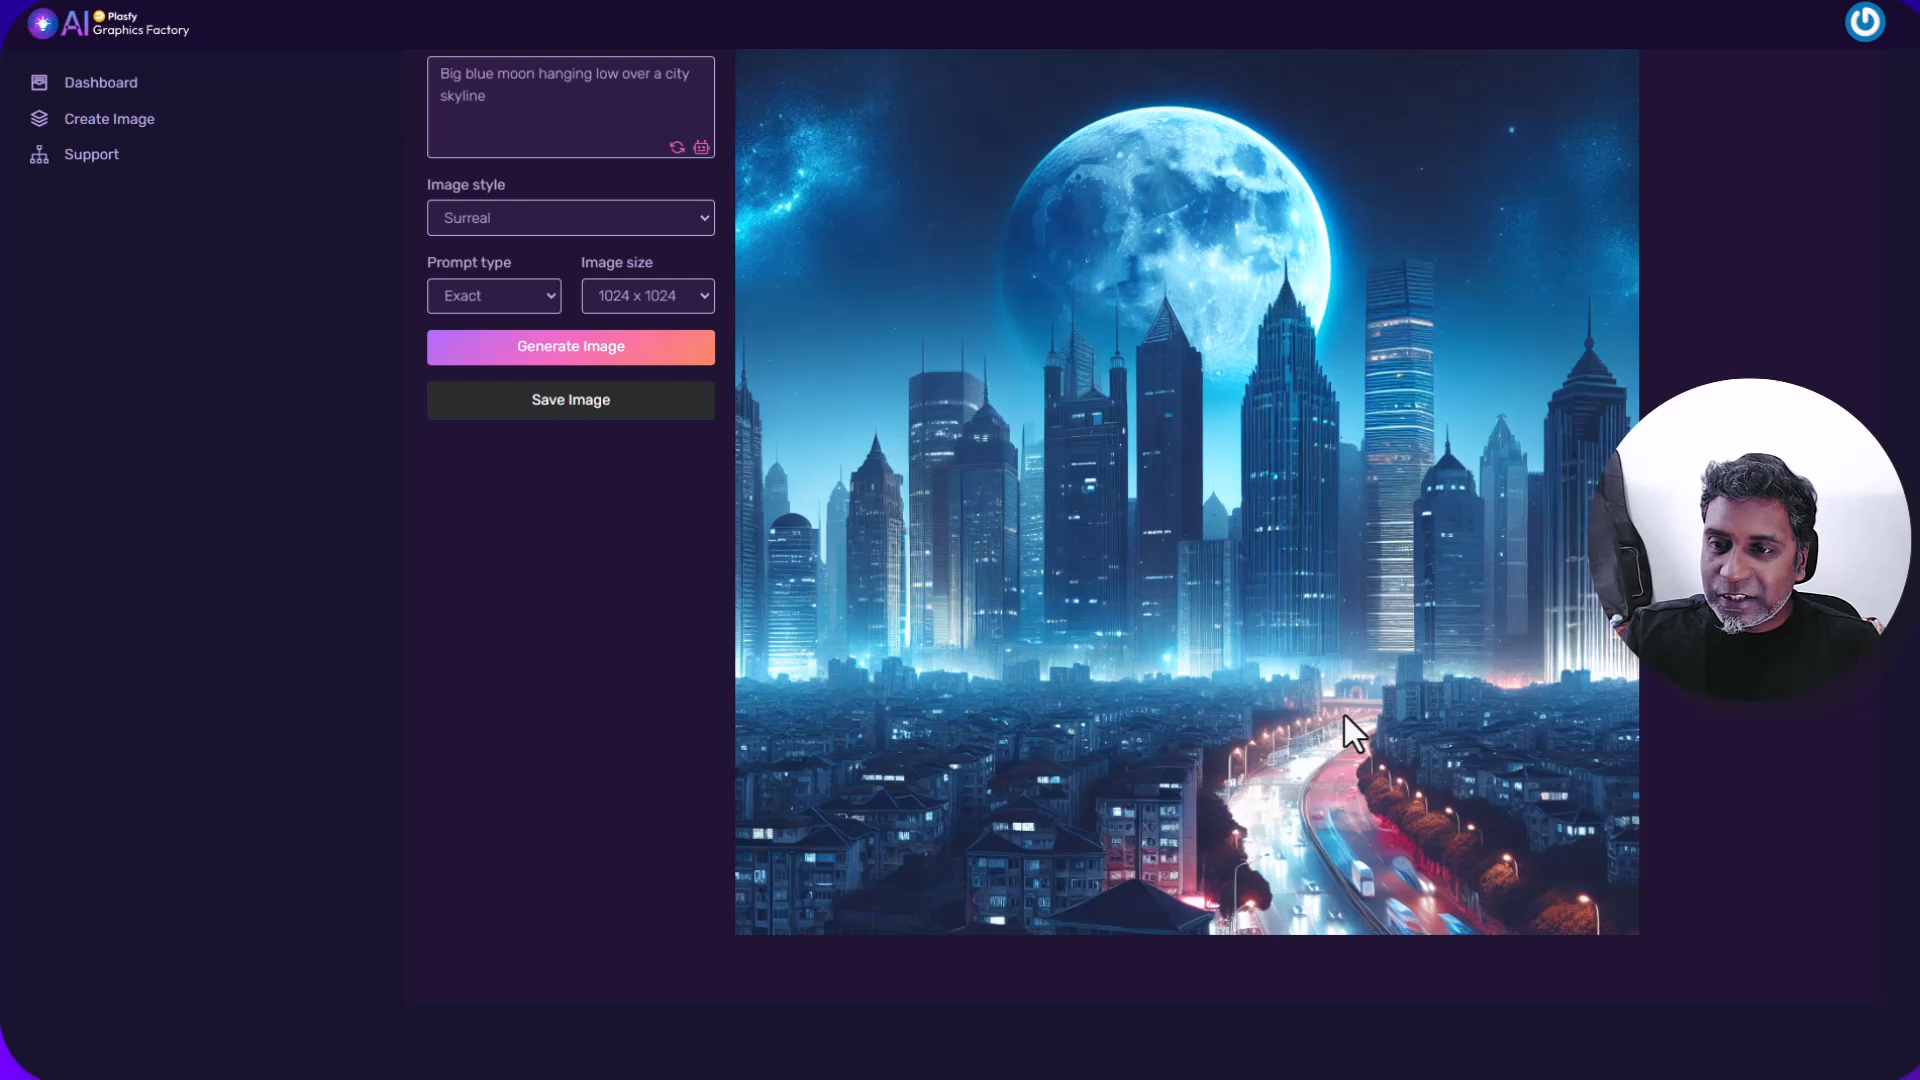 AI Plasfy
Graphics Factory
Dashboard
Create Image
Support
Big blue moon hanging low over a city
skyline
Image style
Surreal
Prompt type
Image size
Exact
1024 x 1024
Generate Image
Save Image